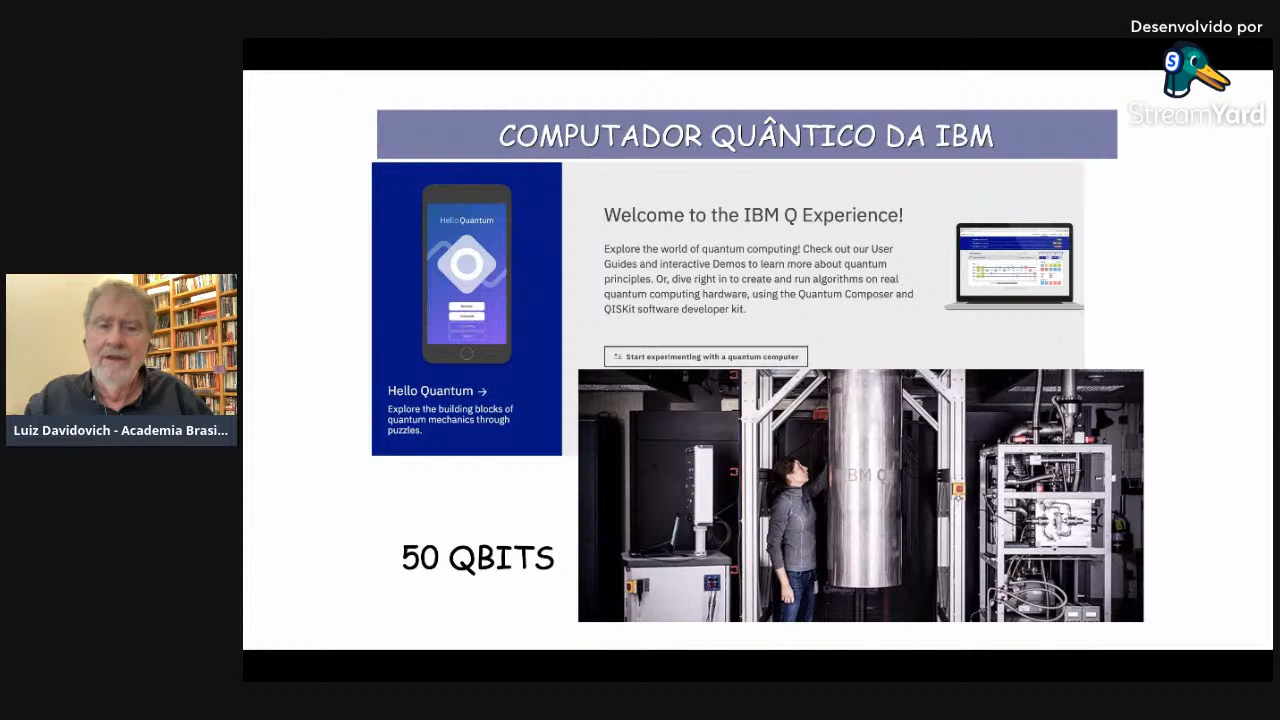 Desenvolvido por
S
StreamYard
COMPUTADOR QUÂNTICO DA IBM
Hello Quantum
Welcome to the IBM Q Experience!
Explore the world of quantum computing! Check out our User
Guides and interactive Demos to learn more about quantum
principles. Or, dive right in to create and run algorithms on real
quantum computing hardware, using the Quantum Composer and
QISKit software developer kit.
Start experimenting with a quantum computer
Hello Quantum →
Explore the building blocks of
quantum mechanics through
puzzles.
IBM Q
50 QBITS
Luiz Davidovich - Academia Brasi...